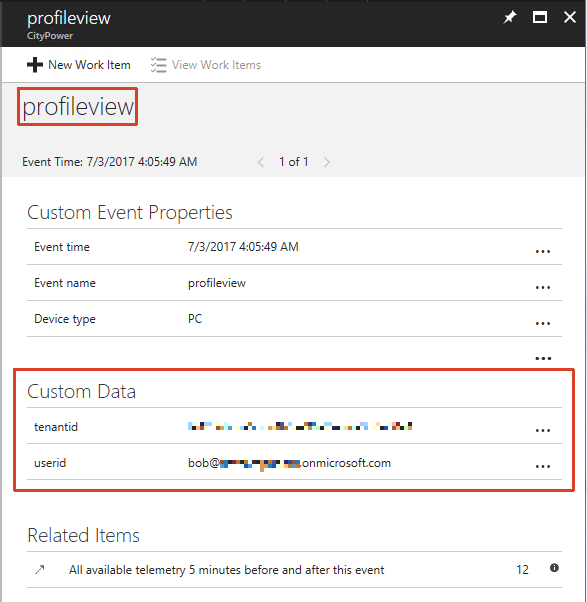 profileview
CityPower
New Work Item View Work Items
profileview
Event Time: 7/3/2017 4:05:49 AM 1 of 1
Custom Event Properties
Event time 7/3/2017 4:05:49 AM ...
Event name profileview ...
Device type PC ...
...
Custom Data
tenantid ...
userid bob@ .onmicrosoft.com ...
Related Items
All available telemetry 5 minutes before and after this event 12